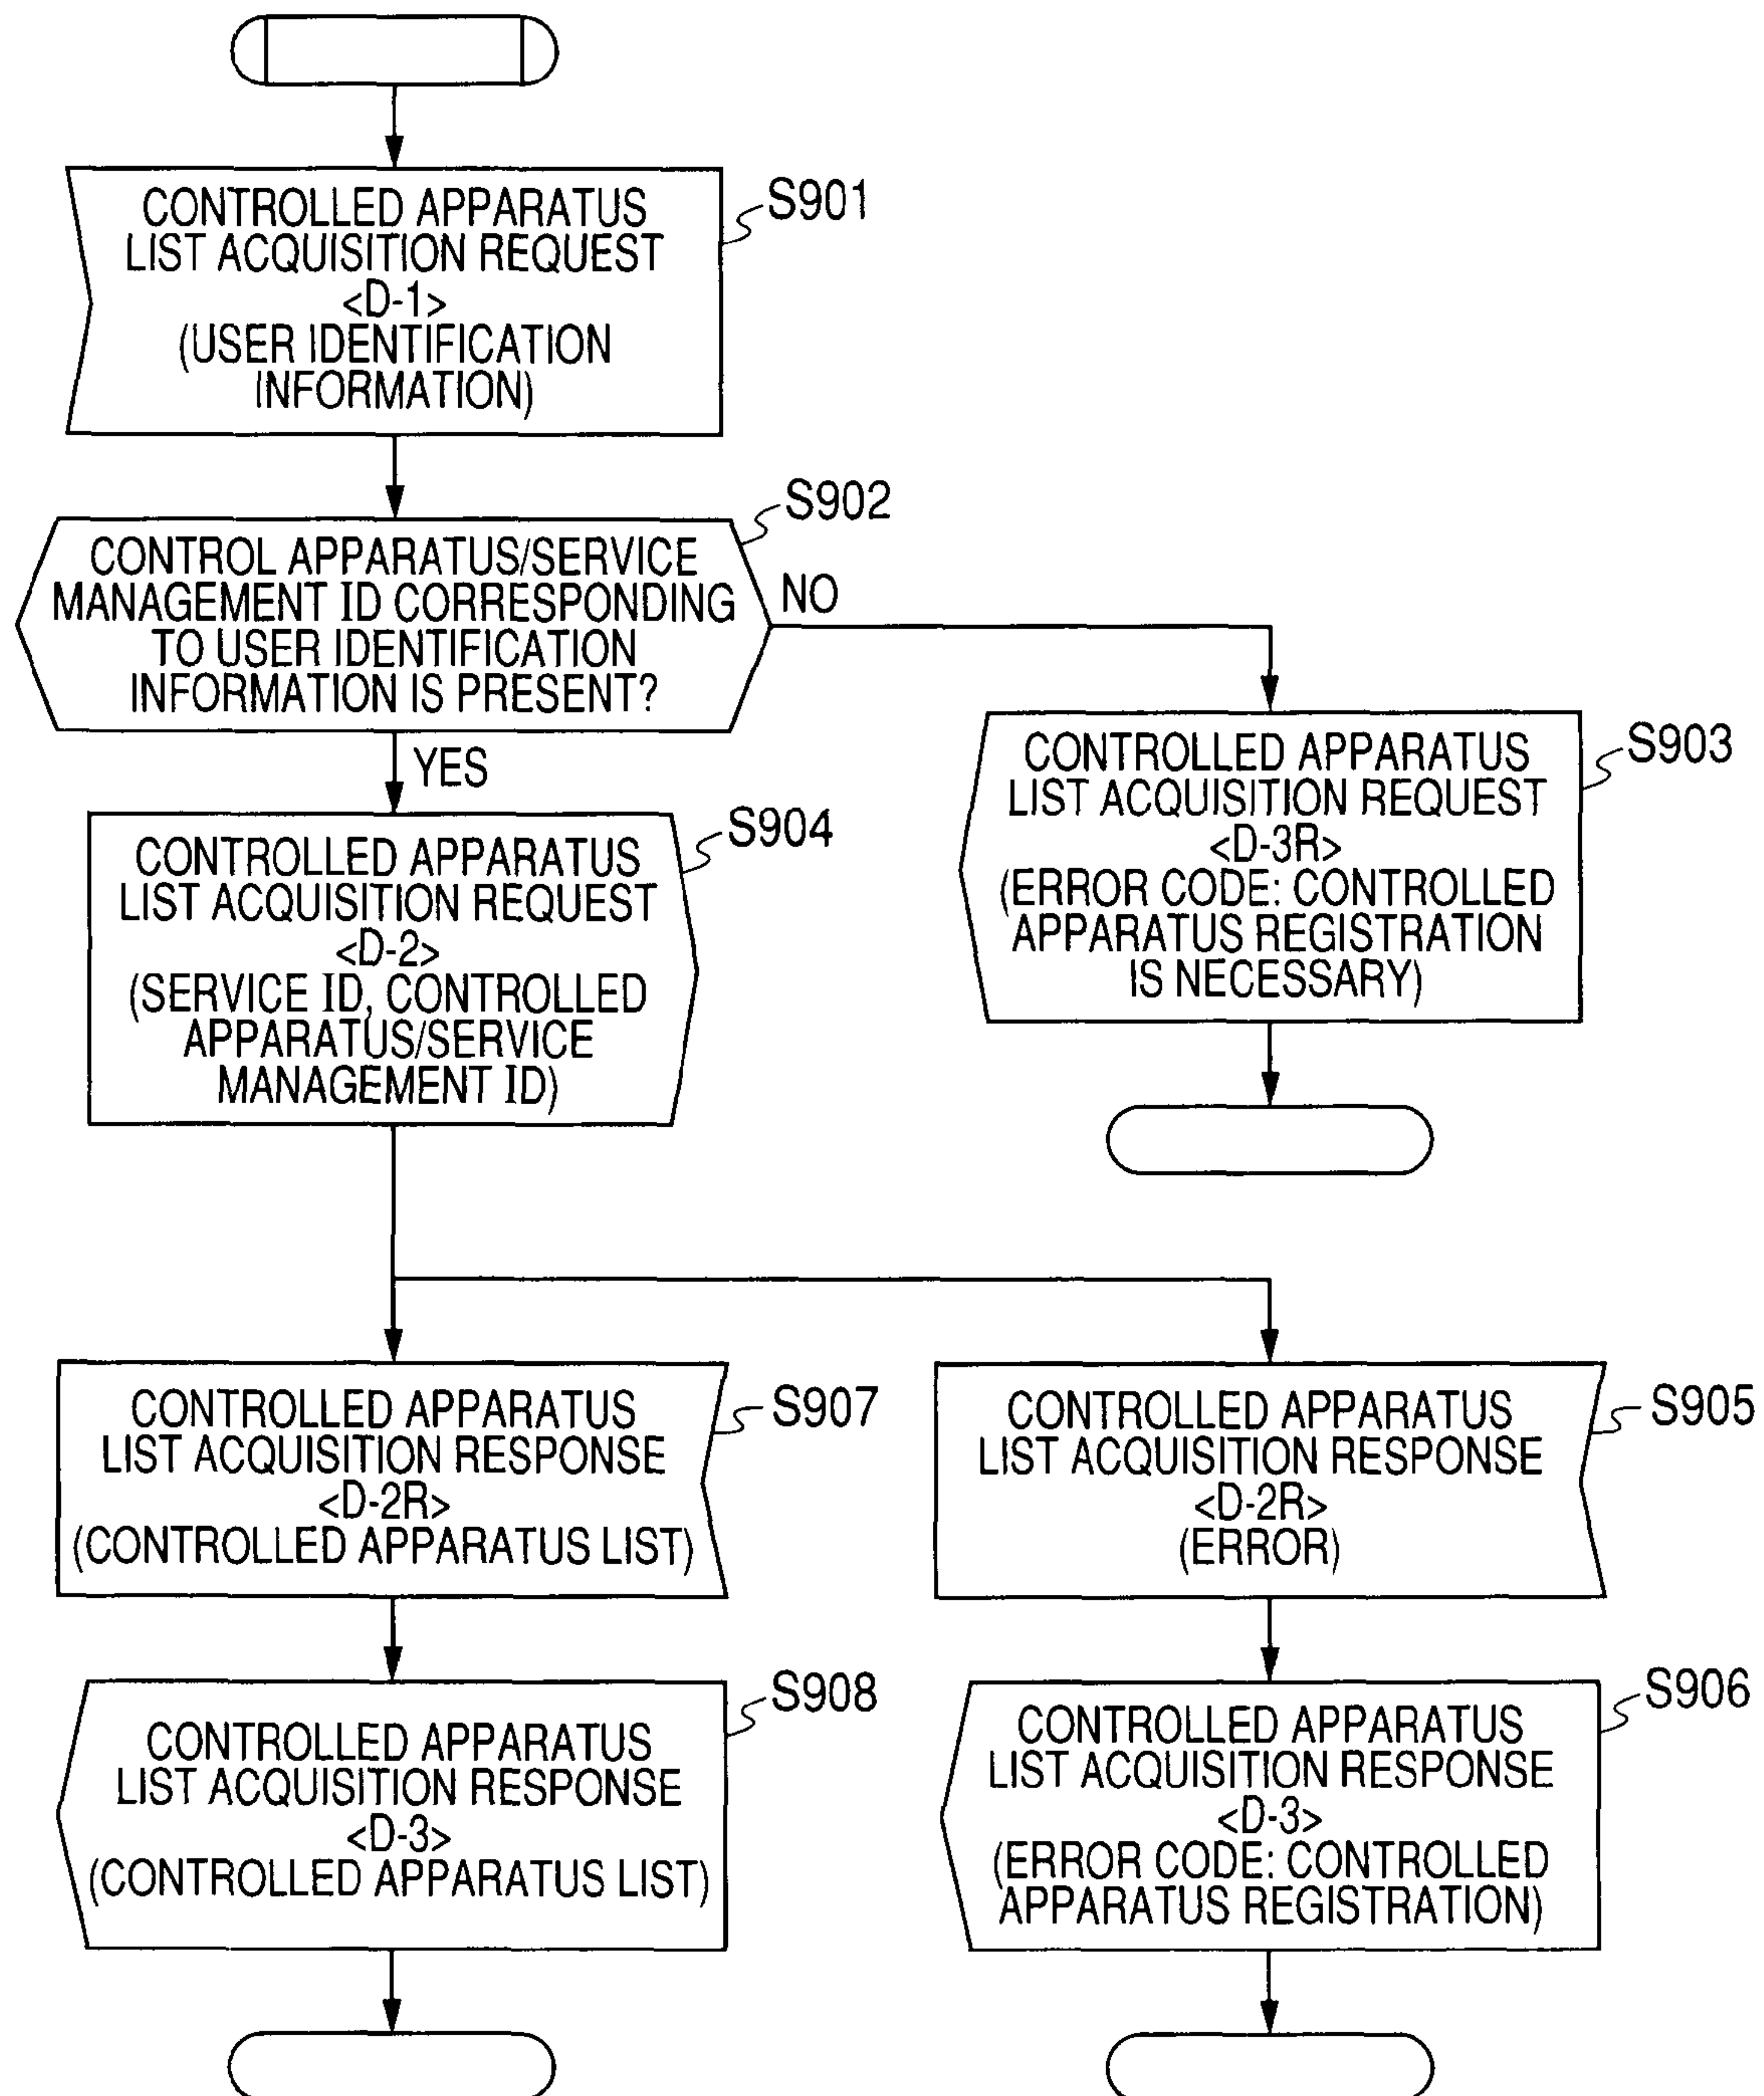 CONTROLLED APPARATUS
LIST ACQUISITION REQUEST
<D-1>
(USER IDENTIFICATION
INFORMATION)
S901
S902
CONTROL APPARATUS/SERVICE
MANAGEMENT ID CORRESPONDING
TO USER IDENTIFICATION
INFORMATION IS PRESENT?
NO
YES
CONTROLLED APPARATUS
LIST ACQUISITION REQUEST
<D-3R>
(ERROR CODE: CONTROLLED
APPARATUS REGISTRATION
IS NECESSARY)
S903
S904
CONTROLLED APPARATUS
LIST ACQUISITION REQUEST
<D-2>
(SERVICE ID, CONTROLLED
APPARATUS/SERVICE
MANAGEMENT ID)
CONTROLLED APPARATUS
LIST ACQUISITION RESPONSE
<D-2R>
(CONTROLLED APPARATUS LIST)
S907
CONTROLLED APPARATUS
LIST ACQUISITION RESPONSE
<D-2R>
(ERROR)
S905
CONTROLLED APPARATUS
LIST ACQUISITION RESPONSE
<D-3>
(CONTROLLED APPARATUS LIST)
S908
CONTROLLED APPARATUS
LIST ACQUISITION RESPONSE
<D-3>
(ERROR CODE: CONTROLLED
APPARATUS REGISTRATION)
S906